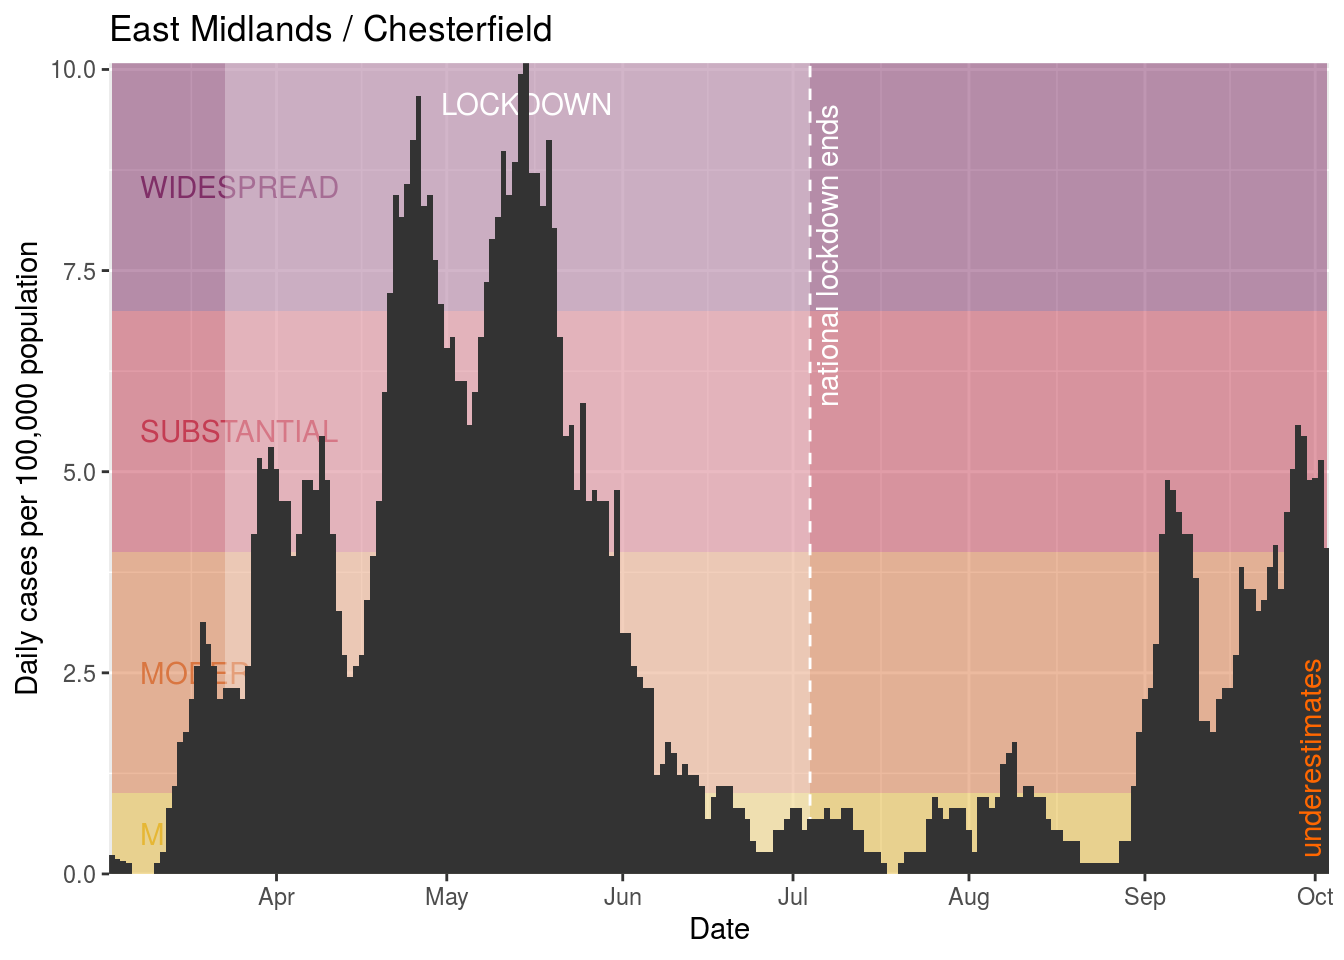 East Midlands / Chesterfield
Daily cases per 100,000 population
10.0
7.5
5.0
2.5
0.0
LOCKDOWN
WIDESPREAD
SUBSTANTIAL
MODER
M
national lockdown ends
underestimates
Apr
May
Jun
Jul
Aug
Sep
Oct
Date